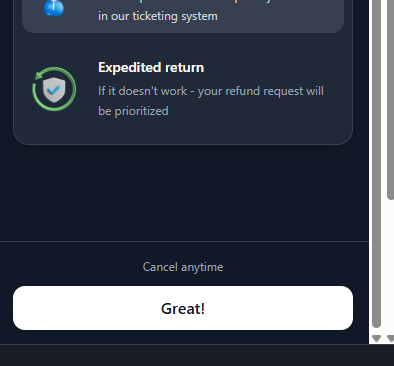 in our ticketing system
Expedited return
If it doesn't work - your refund request will
be prioritized
Cancel anytime
Great!